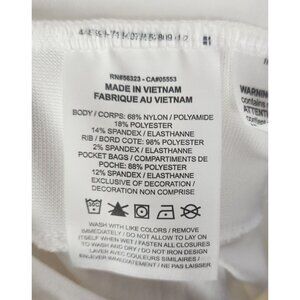 RN#56323 - CA#05553
MADE IN VIETNAM
FABRIQUE AU VIETNAM
BODY / CORPS: 68% NYLON / POLYAMIDE
18% POLYESTER
14% SPANDEX / ELASTHANNE
RIB / BORD COTE: 98% POLYESTER
2% SPANDEX / ELASTHANNE
POCKET BAGS / COMPARTIMENTS DE
POCHE: 88% POLYESTER
12% SPANDEX / ELASTHANNE
EXCLUSIVE OF DECORATION /
DECORATION NON COMPRISE
WASH WITH LIKE COLORS / REMOVE
IMMEDIATELY / DO NOT ALLOW TO LAY ON
ITSELF WHEN WET / FASTEN ALL CLOSURES
TO WASH AND DRY / DO NOT IRON DESIGN
LAVER AVEC COULEURS SIMILAIRES /
IMMÉDIATEMENT / NE PAS LAISSER
WARNING
contains